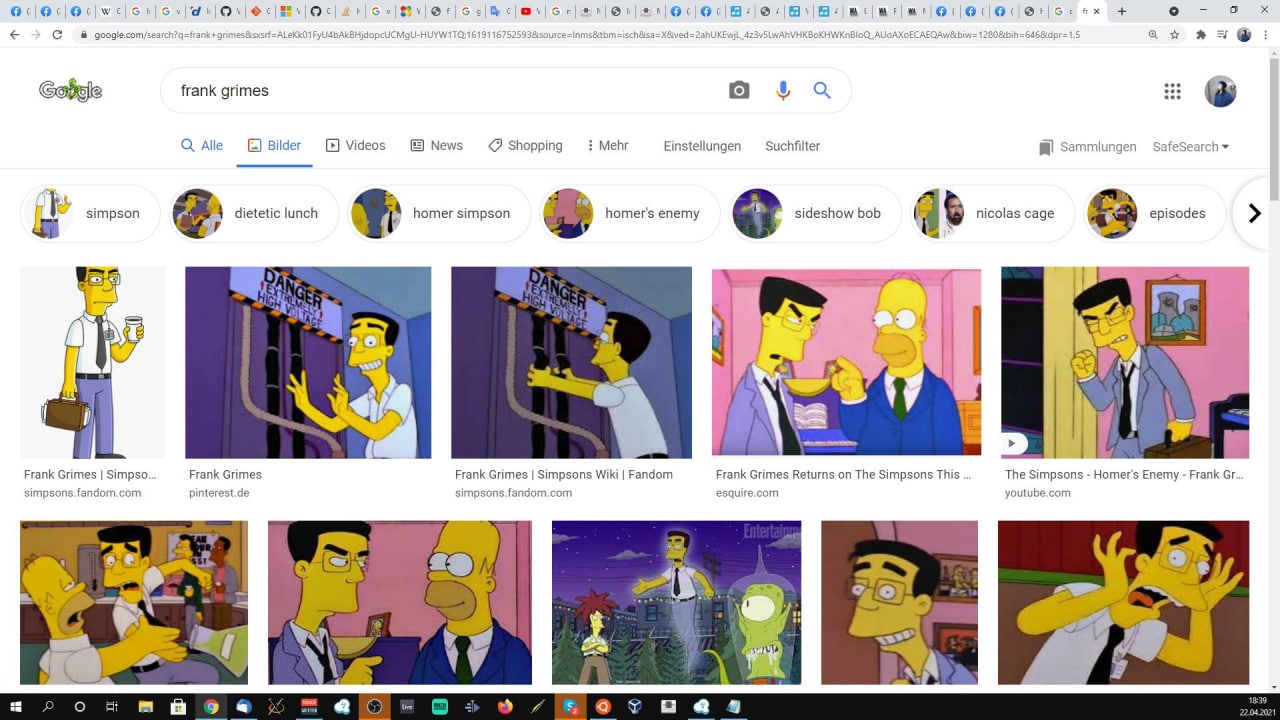 google.com/search?q=frank+grimes&sxsrf=ALeKk01FyU4bAkBHjdopcUCMgU-HUYW1TQ:1619116752593&source=lnms&tbm=isch&sa=X&ved=2ahUKEwjL_4z3v5LwAhVHKBoKHWKnBloQ_AUoAXoECAEQAw&biw=1280&bih=646&dpr=1.5
Google
frank grimes
Alle
Bilder
Videos
News
Shopping
Mehr
Einstellungen
Suchfilter
Sammlungen
SafeSearch
simpson
dietetic lunch
homer simpson
homer's enemy
sideshow bob
nicolas cage
episodes
DANGER
EXTREMELY
HIGH VOLTAGE
DANGER
EXTREMELY
HIGH VOLTAGE
Frank Grimes | Simpso...
simpsons.fandom.com
Frank Grimes
pinterest.de
Frank Grimes | Simpsons Wiki | Fandom
simpsons.fandom.com
Frank Grimes Returns on The Simpsons This ...
esquire.com
The Simpsons - Homer's Enemy - Frank Gr...
youtube.com
18:39
22.04.2021